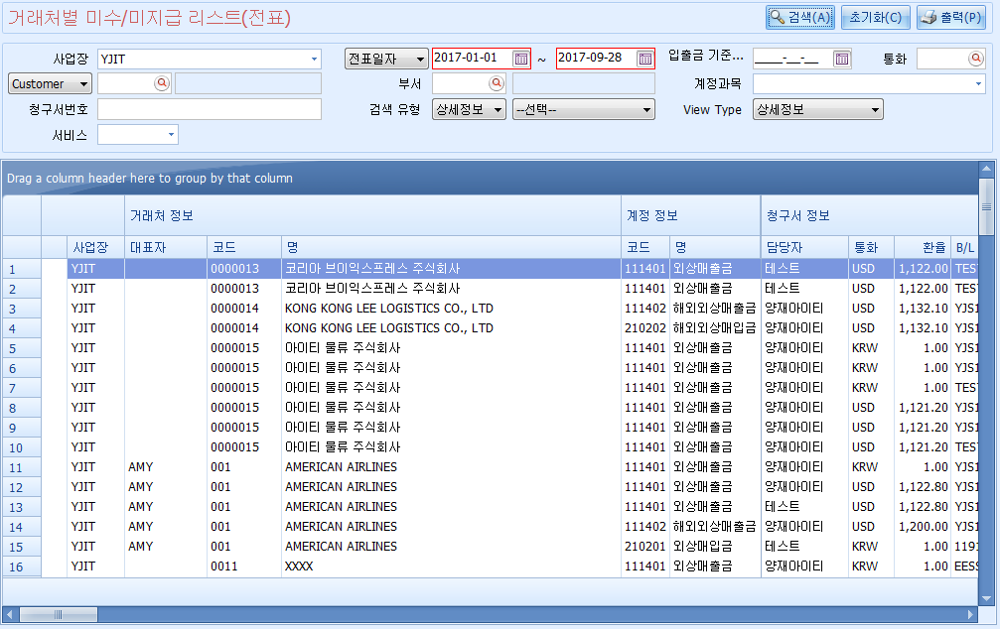 거래처별 미수/미지급 리스트(전표) 검색(A) 초기화(C) 출력(P)
사업장 YJIT 전표일자 2017-01-01 ~ 2017-09-28 입출금 기준... ____-__-__ 통화
Customer 부서 계정과목
청구서번호 검색 유형 상세정보 --선택-- View Type 상세정보
서비스
Drag a column header here to group by that column
거래처 정보 계정 정보 청구서 정보
사업장 대표자 코드 명 코드 명 담당자 통화 환율 B/L
1 YJIT 0000013 코리아 브이익스프레스 주식회사 111401 외상매출금 테스트 USD 1,122.00 TES
2 YJIT 0000013 코리아 브이익스프레스 주식회사 111401 외상매출금 테스트 USD 1,122.00 TES
3 YJIT 0000014 KONG KONG LEE LOGISTICS CO., LTD 111402 해외외상매출금 양재아이티 USD 1,132.10 YJS1
4 YJIT 0000014 KONG KONG LEE LOGISTICS CO., LTD 210202 해외외상매입금 양재아이티 USD 1,132.10 YJS1
5 YJIT 0000015 아이티 물류 주식회사 111401 외상매출금 양재아이티 KRW 1.00 YJS1
6 YJIT 0000015 아이티 물류 주식회사 111401 외상매출금 양재아이티 KRW 1.00 YJS1
7 YJIT 0000015 아이티 물류 주식회사 111401 외상매출금 양재아이티 KRW 1.00 TES
8 YJIT 0000015 아이티 물류 주식회사 111401 외상매출금 양재아이티 USD 1,121.20 YJS1
9 YJIT 0000015 아이티 물류 주식회사 111401 외상매출금 양재아이티 USD 1,121.20 YJS1
10 YJIT 0000015 아이티 물류 주식회사 111401 외상매출금 양재아이티 USD 1,121.20 TES
11 YJIT AMY 001 AMERICAN AIRLINES 111401 외상매출금 양재아이티 KRW 1.00 YJS1
12 YJIT AMY 001 AMERICAN AIRLINES 111401 외상매출금 양재아이티 USD 1,122.80 YJS1
13 YJIT AMY 001 AMERICAN AIRLINES 111401 외상매출금 테스트 USD 1,122.80 YJS1
14 YJIT AMY 001 AMERICAN AIRLINES 111402 해외외상매출금 양재아이티 USD 1,200.00 YJS1
15 YJIT AMY 001 AMERICAN AIRLINES 210201 외상매입금 테스트 KRW 1.00 1191
16 YJIT 0011 XXXX 111401 외상매출금 양재아이티 KRW 1.00 EESS